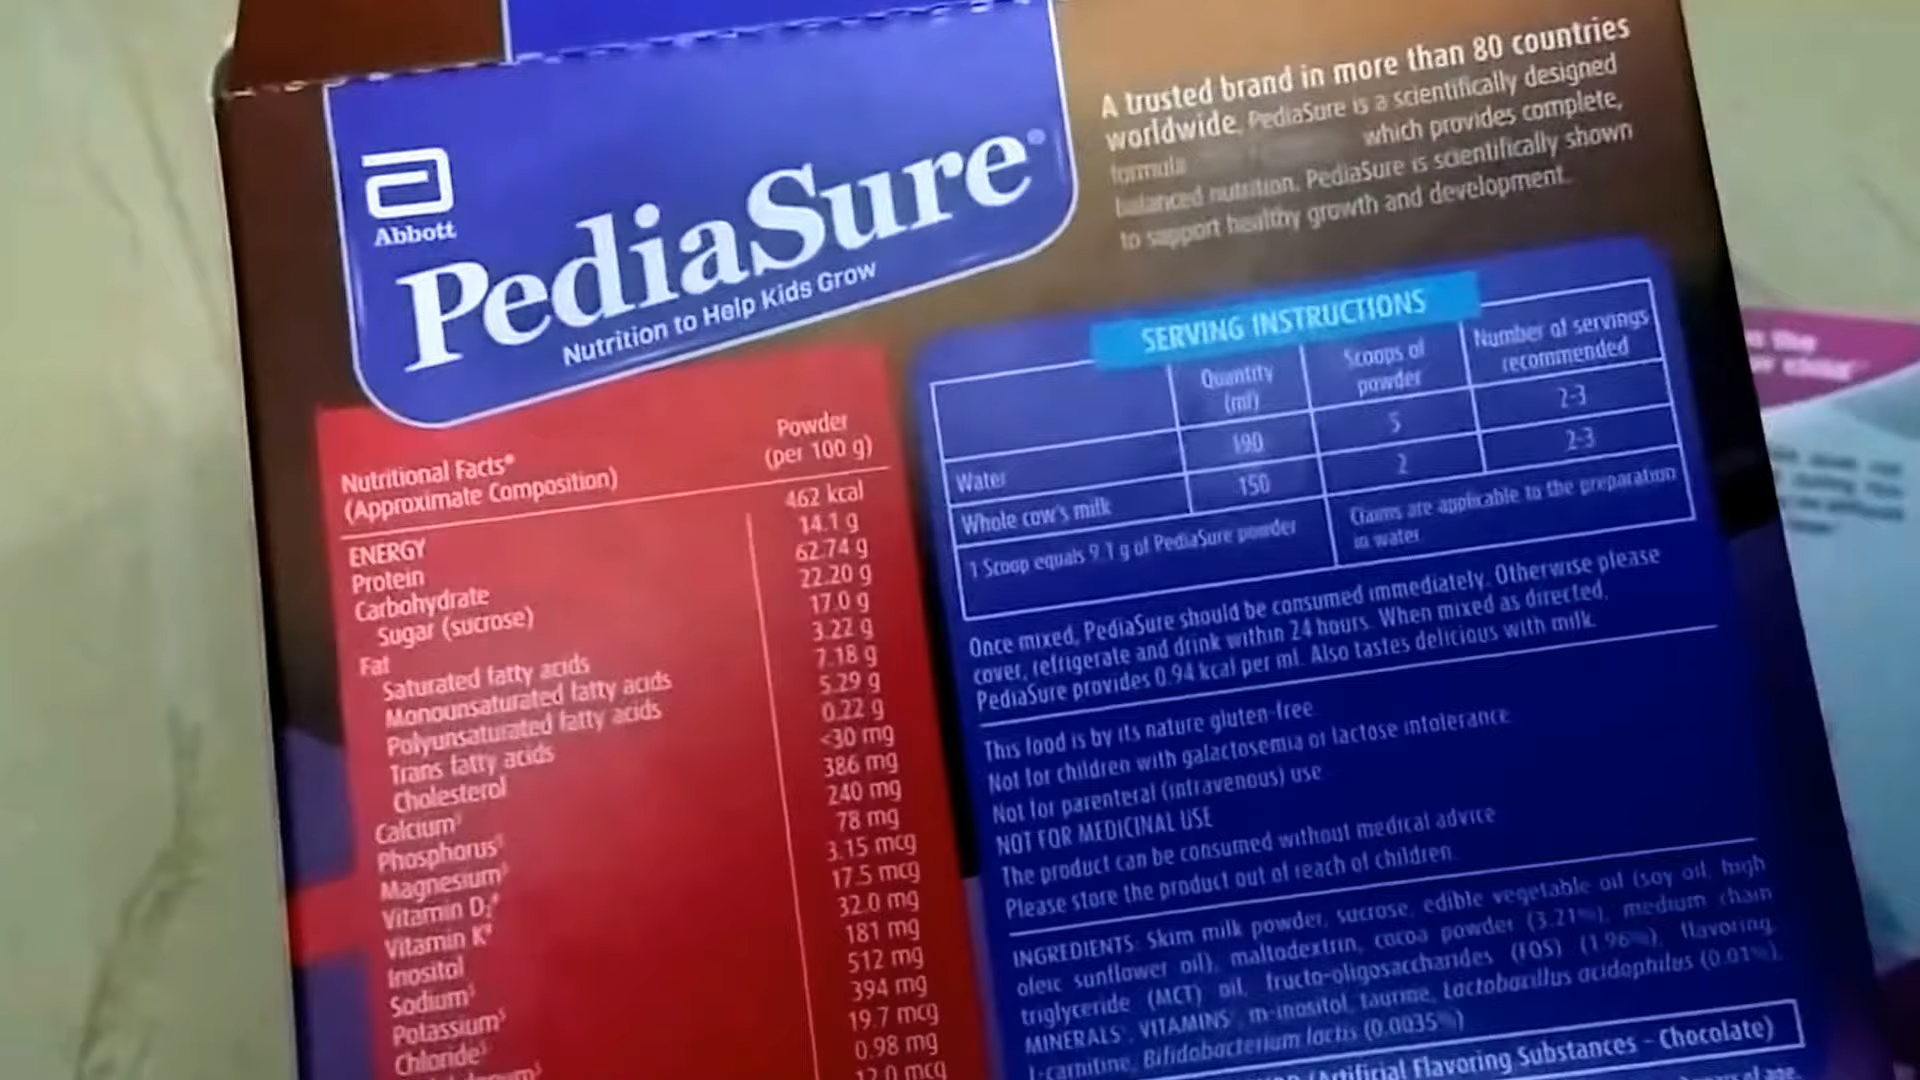 Abbott
PediaSure®
Nutrition to Help Kids Grow
A trusted brand in more than 80 countries
worldwide. PediaSure is a scientifically designed
formula which provides complete,
balanced nutrition. PediaSure is scientifically shown
to support healthy growth and development.
Nutritional Facts*
(Approximate Composition)
Powder
(per 100 g)
ENERGY 462 kcal
Protein 14.1 g
Carbohydrate 62.74 g
Sugar (sucrose) 22.20 g
Fat 17.0 g
Saturated fatty acids 3.22 g
Monounsaturated fatty acids 7.18 g
Polyunsaturated fatty acids 5.29 g
Trans fatty acids 0.22 g
Cholesterol <30 mg
Calcium 386 mg
Phosphorus 240 mg
Magnesium 78 mg
Vitamin D 3.15 mcg
Vitamin K 17.5 mcg
Inositol 32.0 mg
Sodium 181 mg
Potassium 512 mg
Chloride 394 mg
19.7 mcg
0.98 mg
12.0 mcg
SERVING INSTRUCTIONS
Quantity (ml) Scoops of powder Number of servings recommended
Water 190 5 2-3
Whole cow's milk 150 2 2-3
1 Scoop equals 9.1 g of PediaSure powder
Claims are applicable to the preparation
in water
Once mixed, PediaSure should be consumed immediately. Otherwise please
cover, refrigerate and drink within 24 hours. When mixed as directed,
PediaSure provides 0.94 kcal per ml. Also tastes delicious with milk.
This food is by its nature gluten-free.
Not for children with galactosemia or lactose intolerance
Not for parenteral (intravenous) use
NOT FOR MEDICINAL USE
The product can be consumed without medical advice
Please store the product out of reach of children.
INGREDIENTS: Skim milk powder, sucrose, edible vegetable oil (soy oil, high
oleic sunflower oil), maltodextrin, cocoa powder (3.21%), medium chain
triglyceride (MCT) oil, fructo-oligosaccharides (FOS) (1.96%), flavoring,
MINERALS, VITAMINS, m-inositol, taurine, Lactobacillus acidophilus (0.01%),
L-carnitine, Bifidobacterium lactis (0.0035%)
(Artificial Flavoring Substances - Chocolate)
of age.